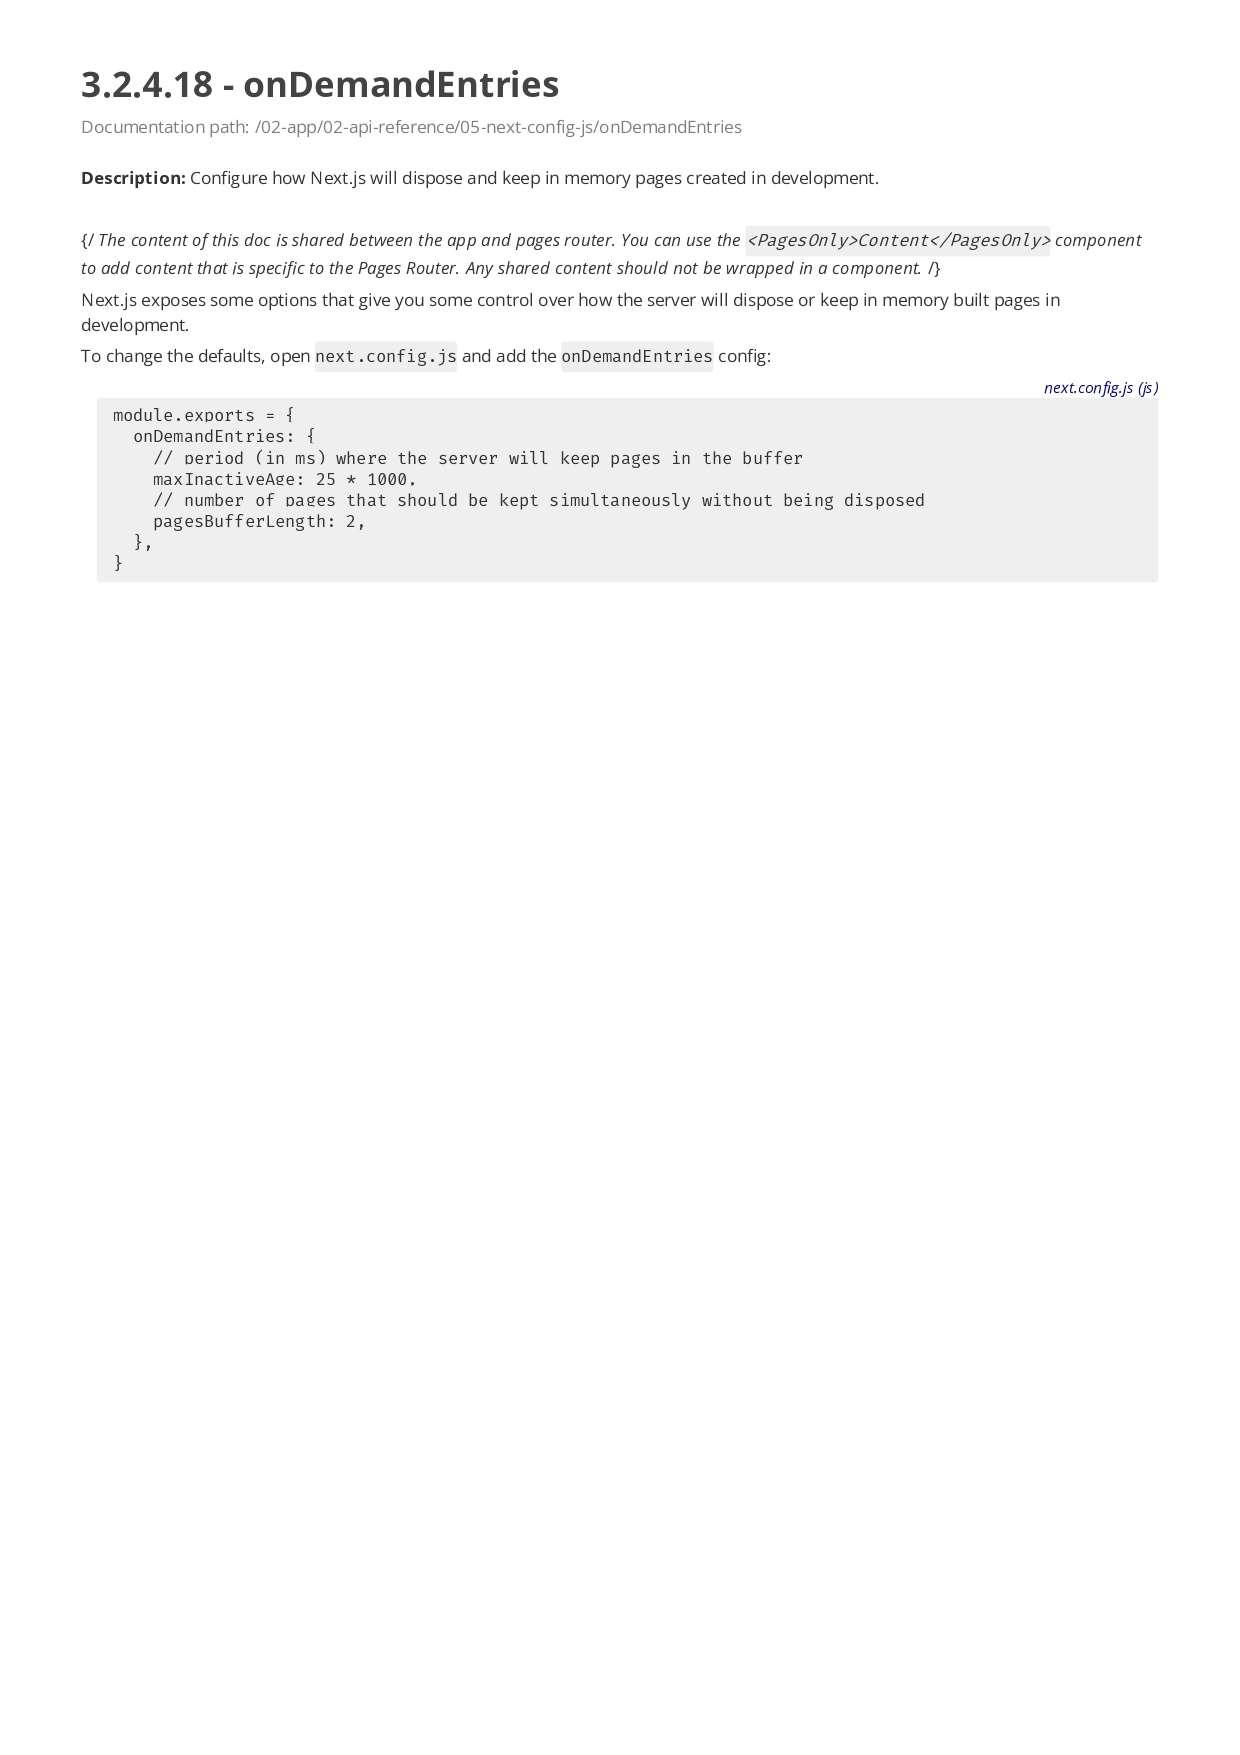 3.2.4.18 - onDemandEntries
Documentation path: /02-app/02-api-reference/05-next-config-js/onDemandEntries
Description: Configure how Next.js will dispose and keep in memory pages created in development.
{/ The content of this doc is shared between the app and pages router. You can use the <PagesOnly>Content</PagesOnly> component
to add content that is specific to the Pages Router. Any shared content should not be wrapped in a component. /}
Next.js exposes some options that give you some control over how the server will dispose or keep in memory built pages in
development.
To change the defaults, open next.config.js and add the onDemandEntries config:
next.config.js (js)
module.exports = {
  onDemandEntries: {
    // period (in ms) where the server will keep pages in the buffer
    maxInactiveAge: 25 * 1000,
    // number of pages that should be kept simultaneously without being disposed
    pagesBufferLength: 2,
  },
}